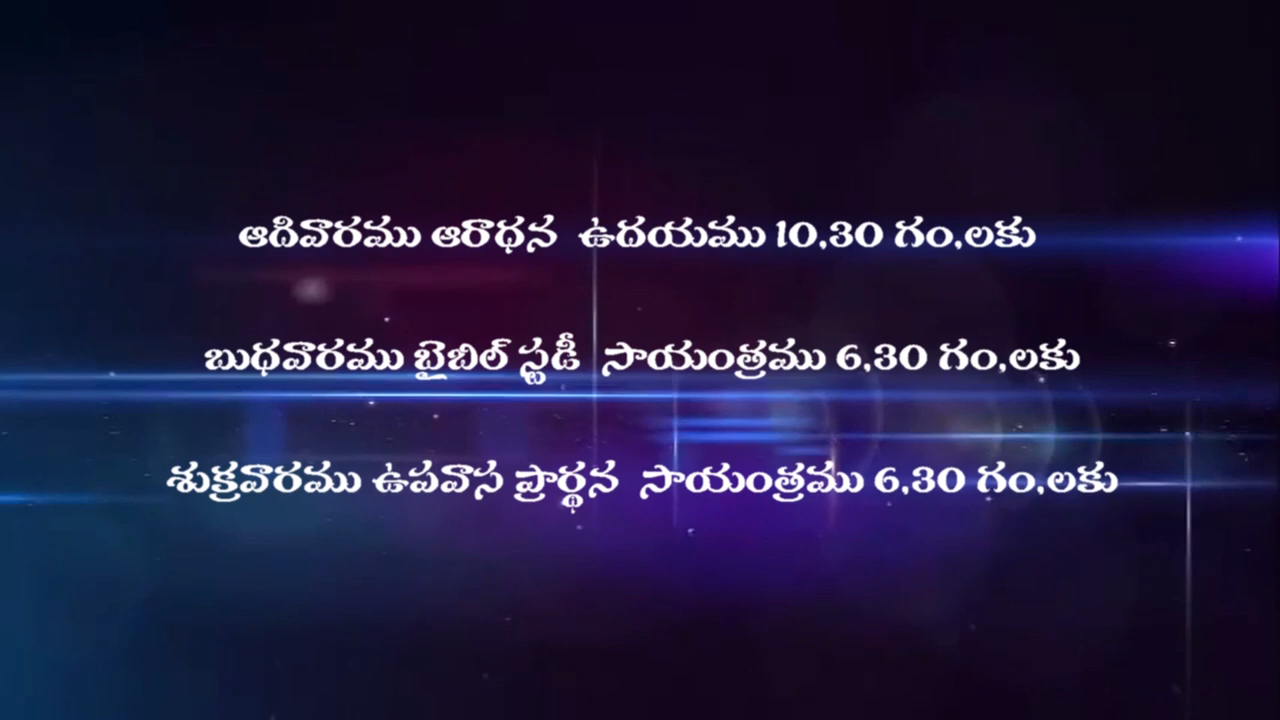 ఆదివారము ఆరాధన ఉదయము 10,30 గం,లకు
బుధవారము బైబిల్ స్టడీ సాయంత్రము 6,30 గం,లకు
శుక్రవారము ఉపవాస ప్రార్థన సాయంత్రము 6,30 గం,లకు